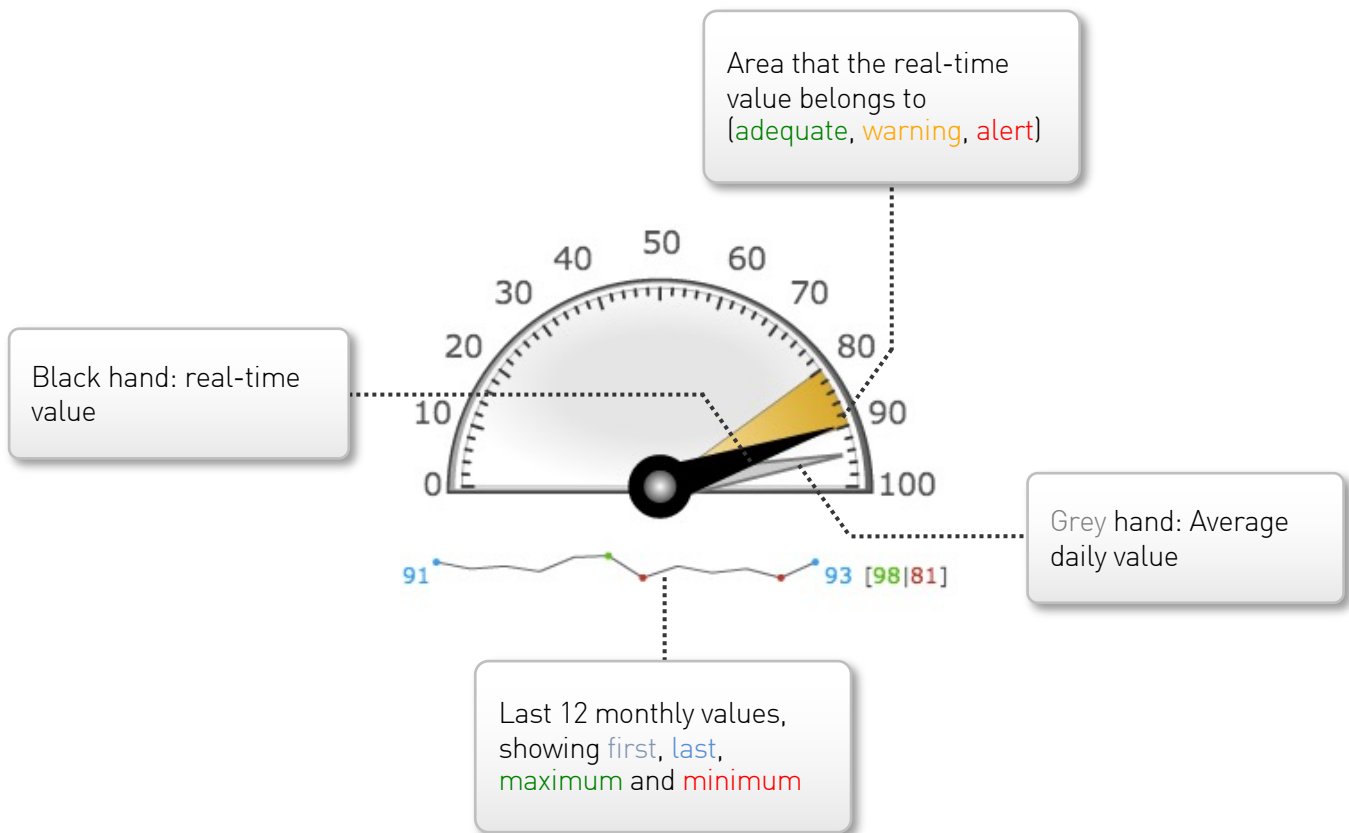 Area that the real-time
value belongs to
(adequate, warning, alert)
50
40
60
30
70
20
80
Black hand: real-time
value
10
90
0
100
Grey hand: Average
daily value
91
93 [98|81]
Last 12 monthly values,
showing first, last,
maximum and minimum